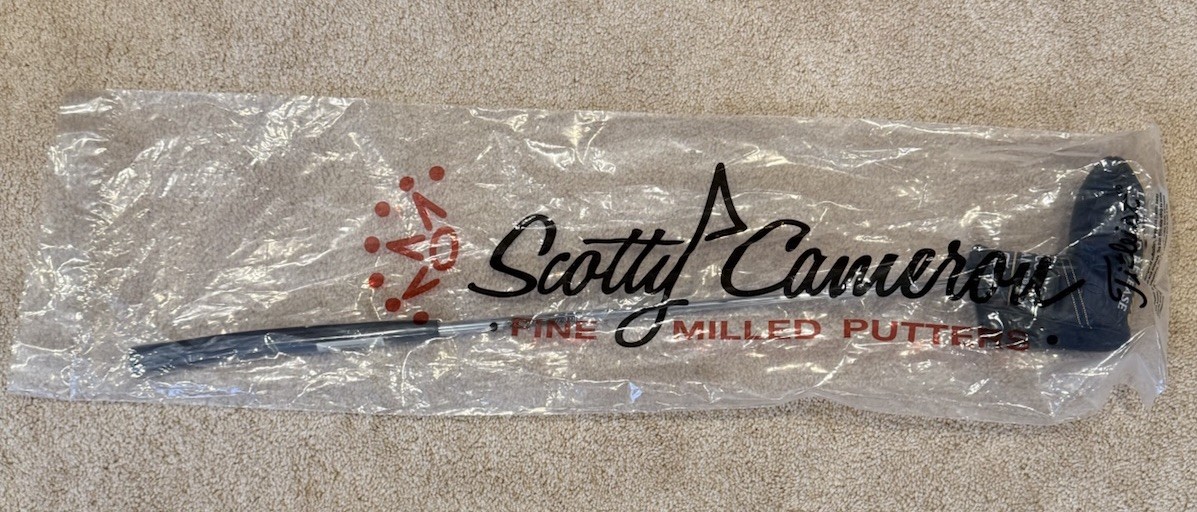 Scotty Cameron
FINE MILLED PUTTERS
Titleist